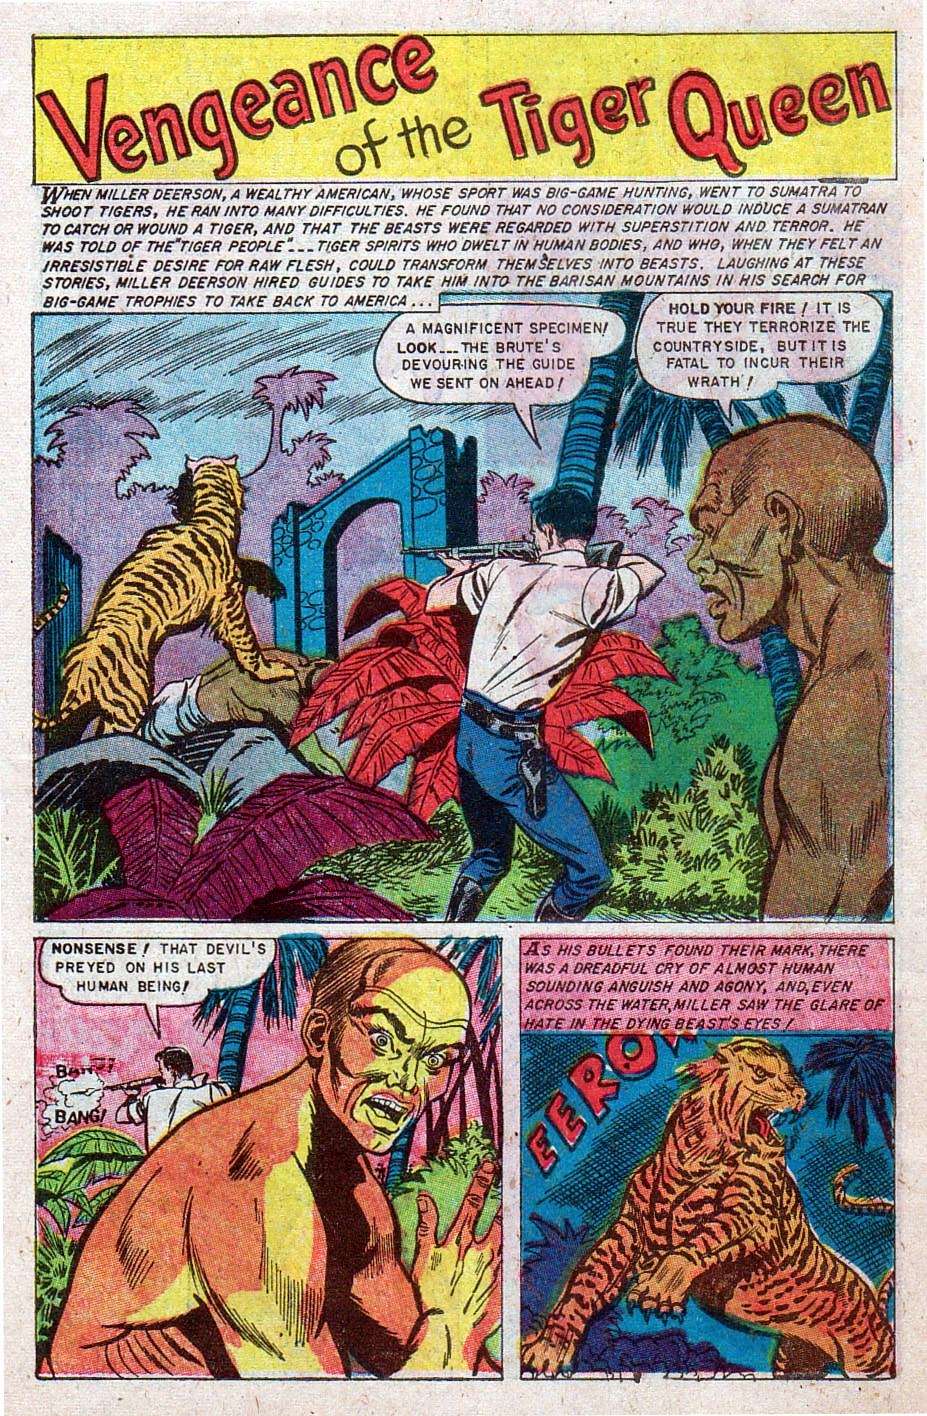 Vengeance
of the Tiger Queen
WHEN MILLER DEERSON, A WEALTHY AMERICAN, WHOSE SPORT WAS BIG-GAME HUNTING, WENT TO SUMATRA TO
SHOOT TIGERS, HE RAN INTO MANY DIFFICULTIES. HE FOUND THAT NO CONSIDERATION WOULD INDUCE A SUMATRAN
TO CATCH OR WOUND A TIGER, AND THAT THE BEASTS WERE REGARDED WITH SUPERSTITION AND TERROR. HE
WAS TOLD OF THE "TIGER PEOPLE"--- TIGER SPIRITS WHO DWELT IN HUMAN BODIES, AND WHO, WHEN THEY FELT AN
IRRESISTIBLE DESIRE FOR RAW FLESH, COULD TRANSFORM THEMSELVES INTO BEASTS. LAUGHING AT THESE
STORIES, MILLER DEERSON HIRED GUIDES TO TAKE HIM INTO THE BARISAN MOUNTAINS IN HIS SEARCH FOR
BIG-GAME TROPHIES TO TAKE BACK TO AMERICA...
A MAGNIFICENT SPECIMEN!
LOOK--- THE BRUTE'S
DEVOURING THE GUIDE
WE SENT ON AHEAD!
HOLD YOUR FIRE! IT IS
TRUE THEY TERRORIZE THE
COUNTRYSIDE, BUT IT IS
FATAL TO INCUR THEIR
WRATH!
NONSENSE! THAT DEVIL'S
PREYED ON HIS LAST
HUMAN BEING!
BANG!
BANG!
AS HIS BULLETS FOUND THEIR MARK, THERE
WAS A DREADFUL CRY OF ALMOST HUMAN
SOUNDING ANGUISH AND AGONY, AND, EVEN
ACROSS THE WATER, MILLER SAW THE GLARE OF
HATE IN THE DYING BEAST'S EYES!